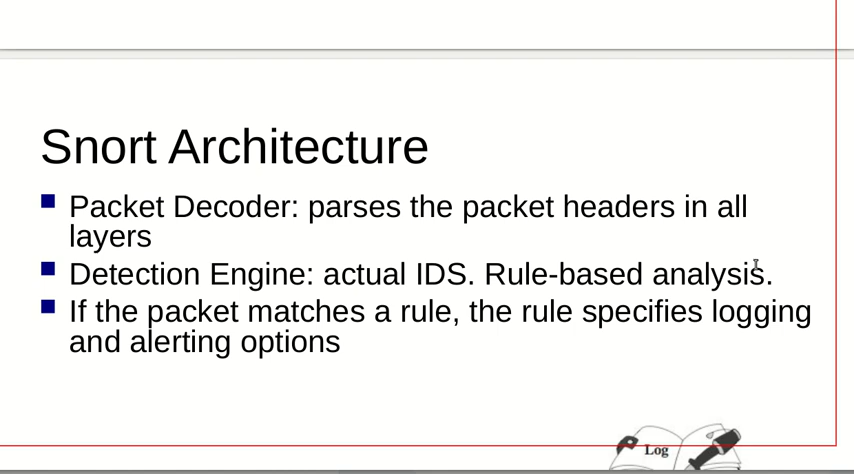 Snort Architecture
Packet Decoder: parses the packet headers in all
layers
Detection Engine: actual IDS. Rule-based analysis.
If the packet matches a rule, the rule specifies logging
and alerting options
Log